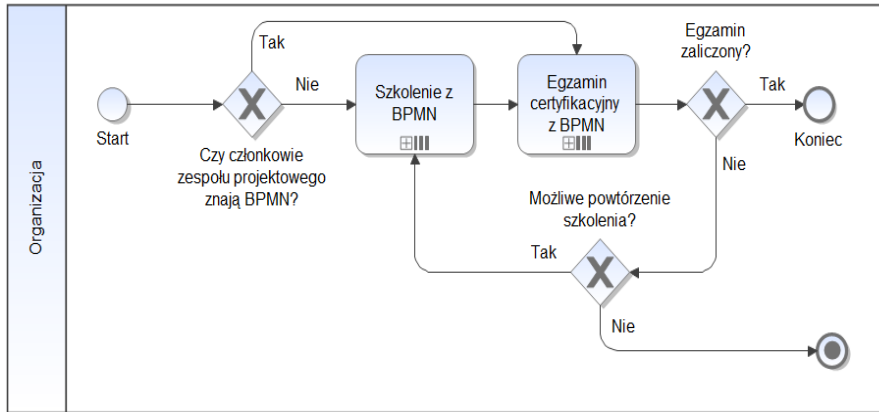 Organizacja
Start
Tak
Nie
Czy członkowie
zespołu projektowego
znają BPMN?
Szkolenie z
BPMN
Egzamin
certyfikacyjny
z BPMN
Egzamin
zaliczony?
Tak
Koniec
Nie
Możliwe powtórzenie
szkolenia?
Tak
Nie